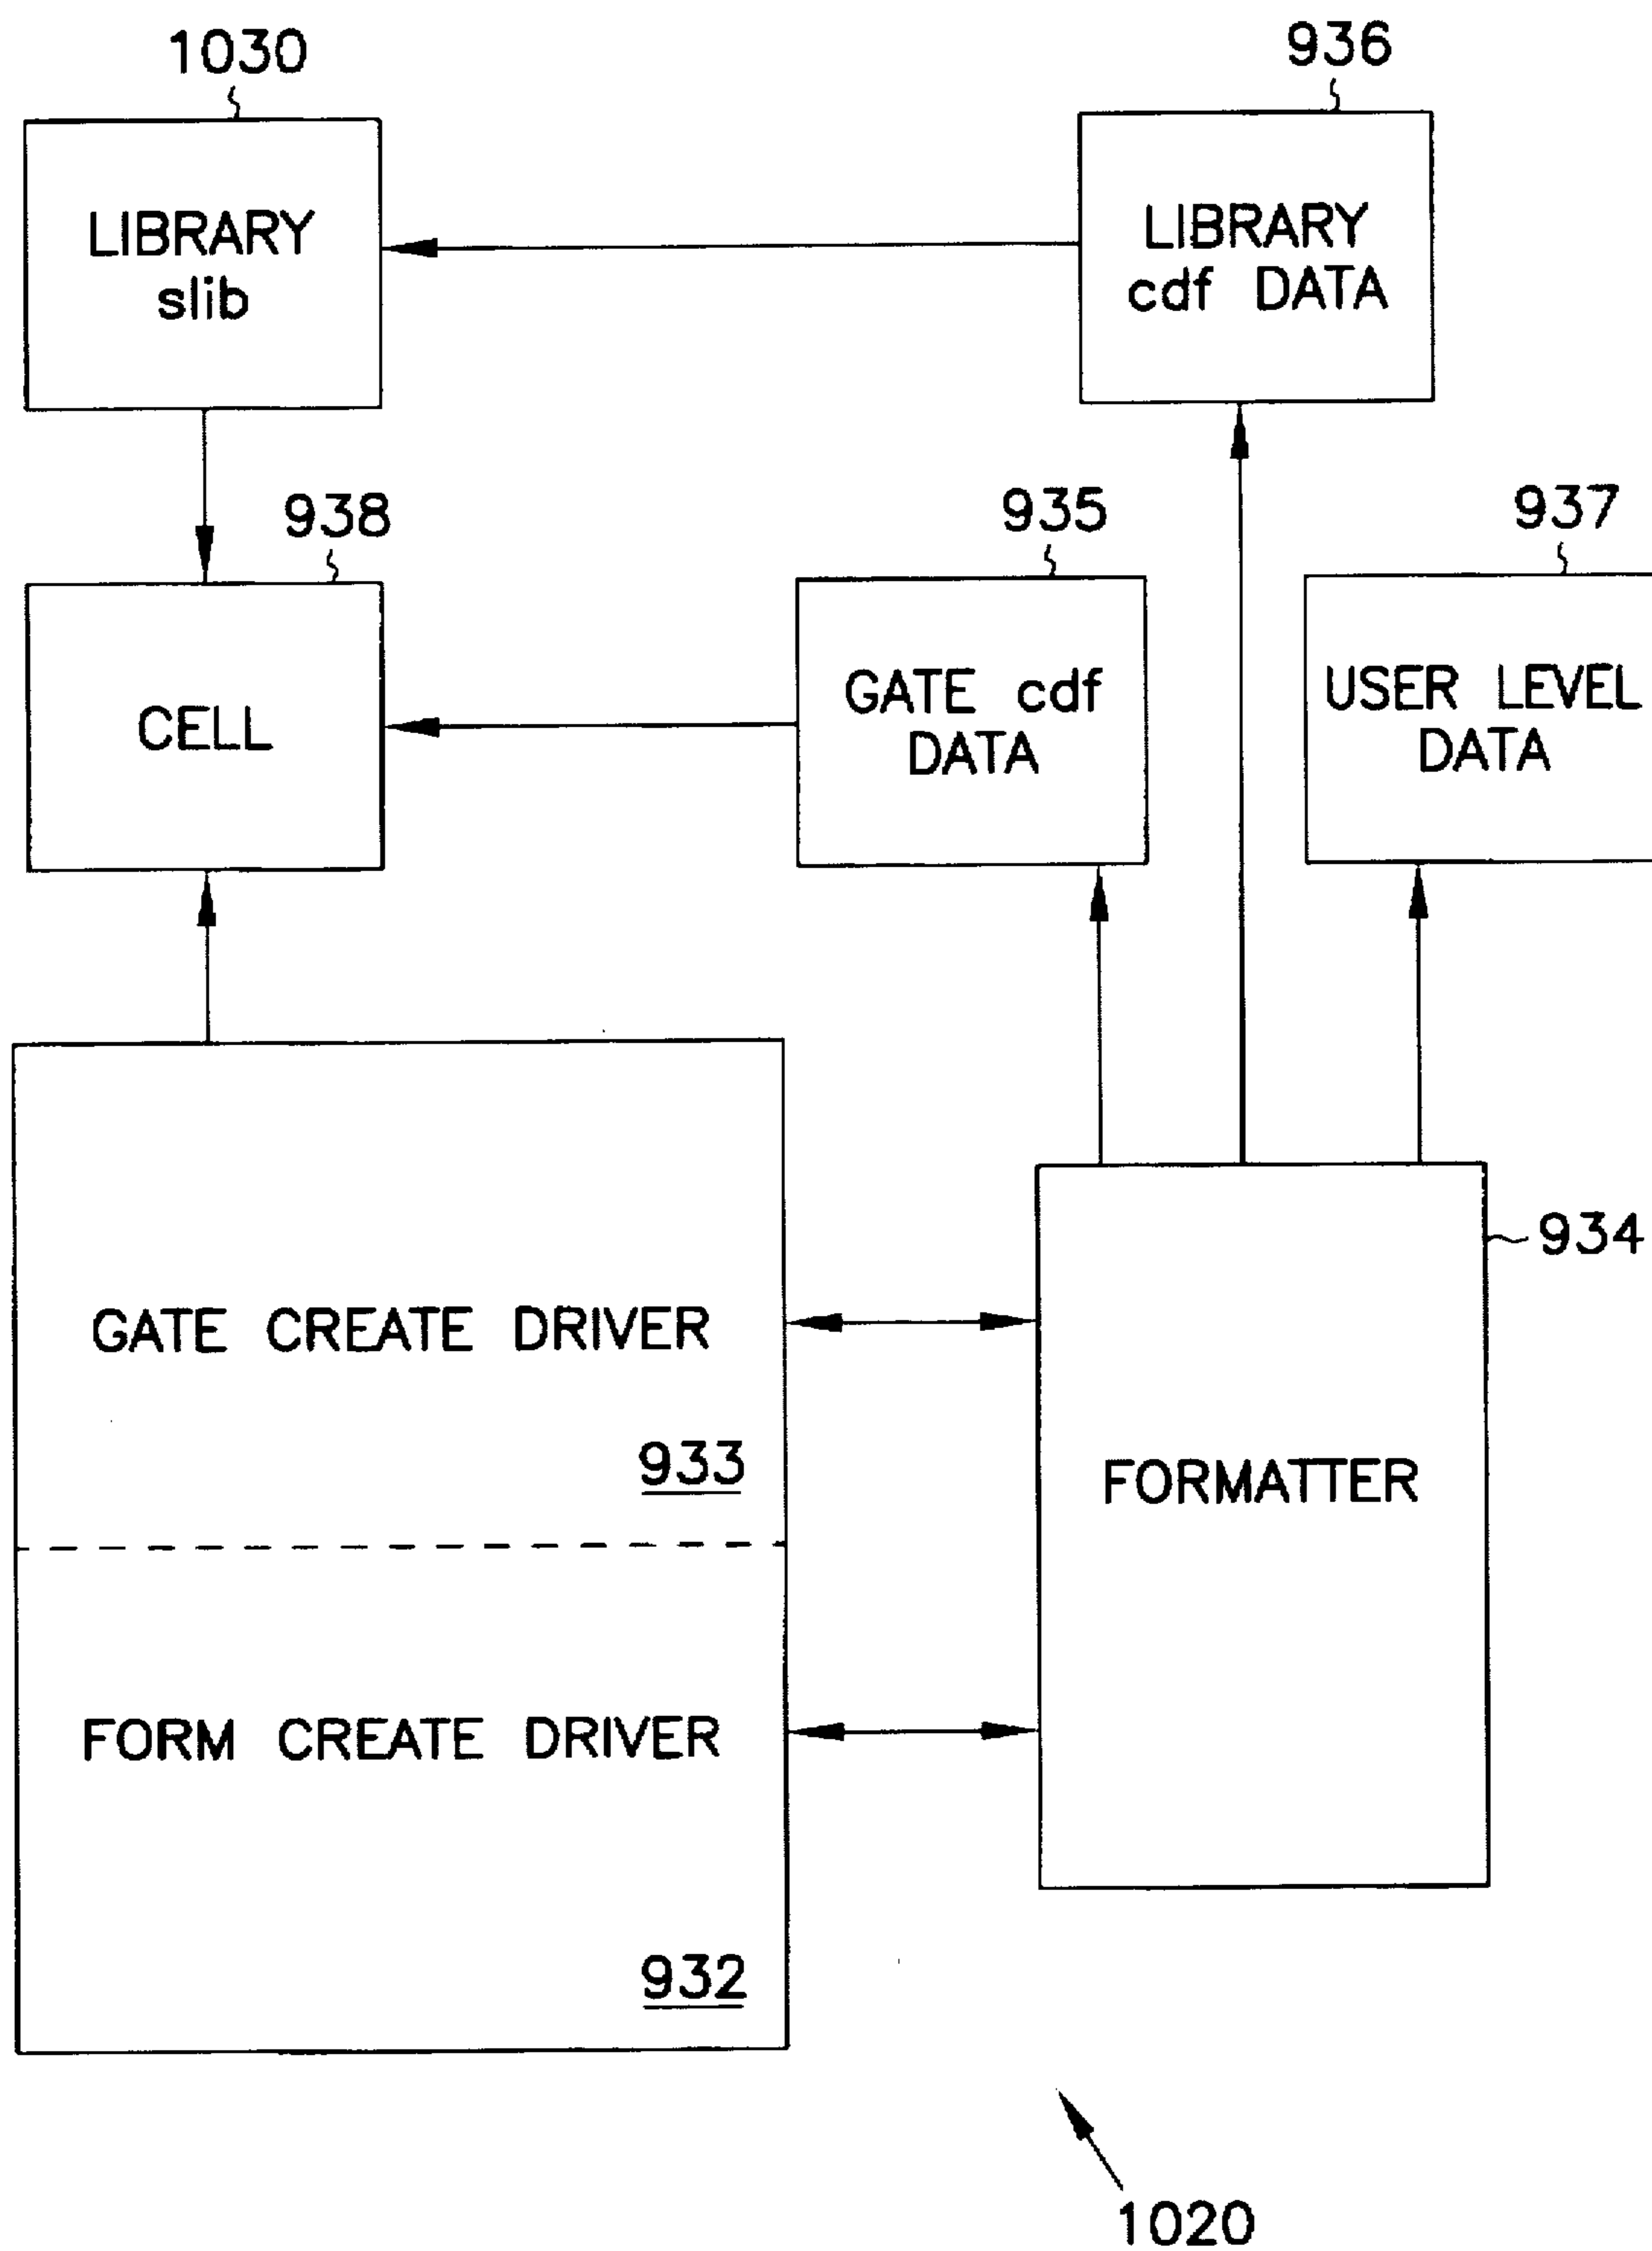 1030
936
LIBRARY
slib
LIBRARY
cdf DATA
938
935
937
CELL
GATE cdf
DATA
USER LEVEL
DATA
934
GATE CREATE DRIVER
933
FORMATTER
FORM CREATE DRIVER
932
1020